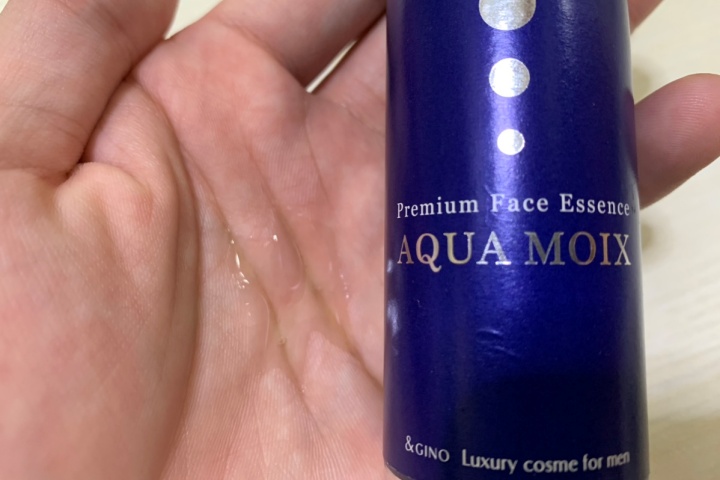 Premium Face Essence
AQUA MOIX
&GINO Luxury cosme for men